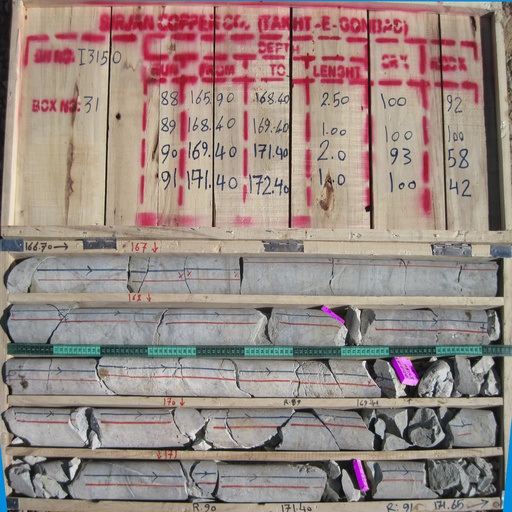 SIRJAN COPPER CO. (TAKHT-E-GONBAD)
DEPTH
BH NO: I3150
RUN FROM TO LENGHT
BOX NO: 31
88 165.90 168.40 2.50 100 92
89 168.40 169.40 1.00 100 100
90 169.40 171.40 2.0 93 58
91 171.40 172.40 1.0 100 42
166.70 → 167 ↓
168 ↓
170 ↓ R.89 169.40
171
R.90 171.40 R.91 171.65 →